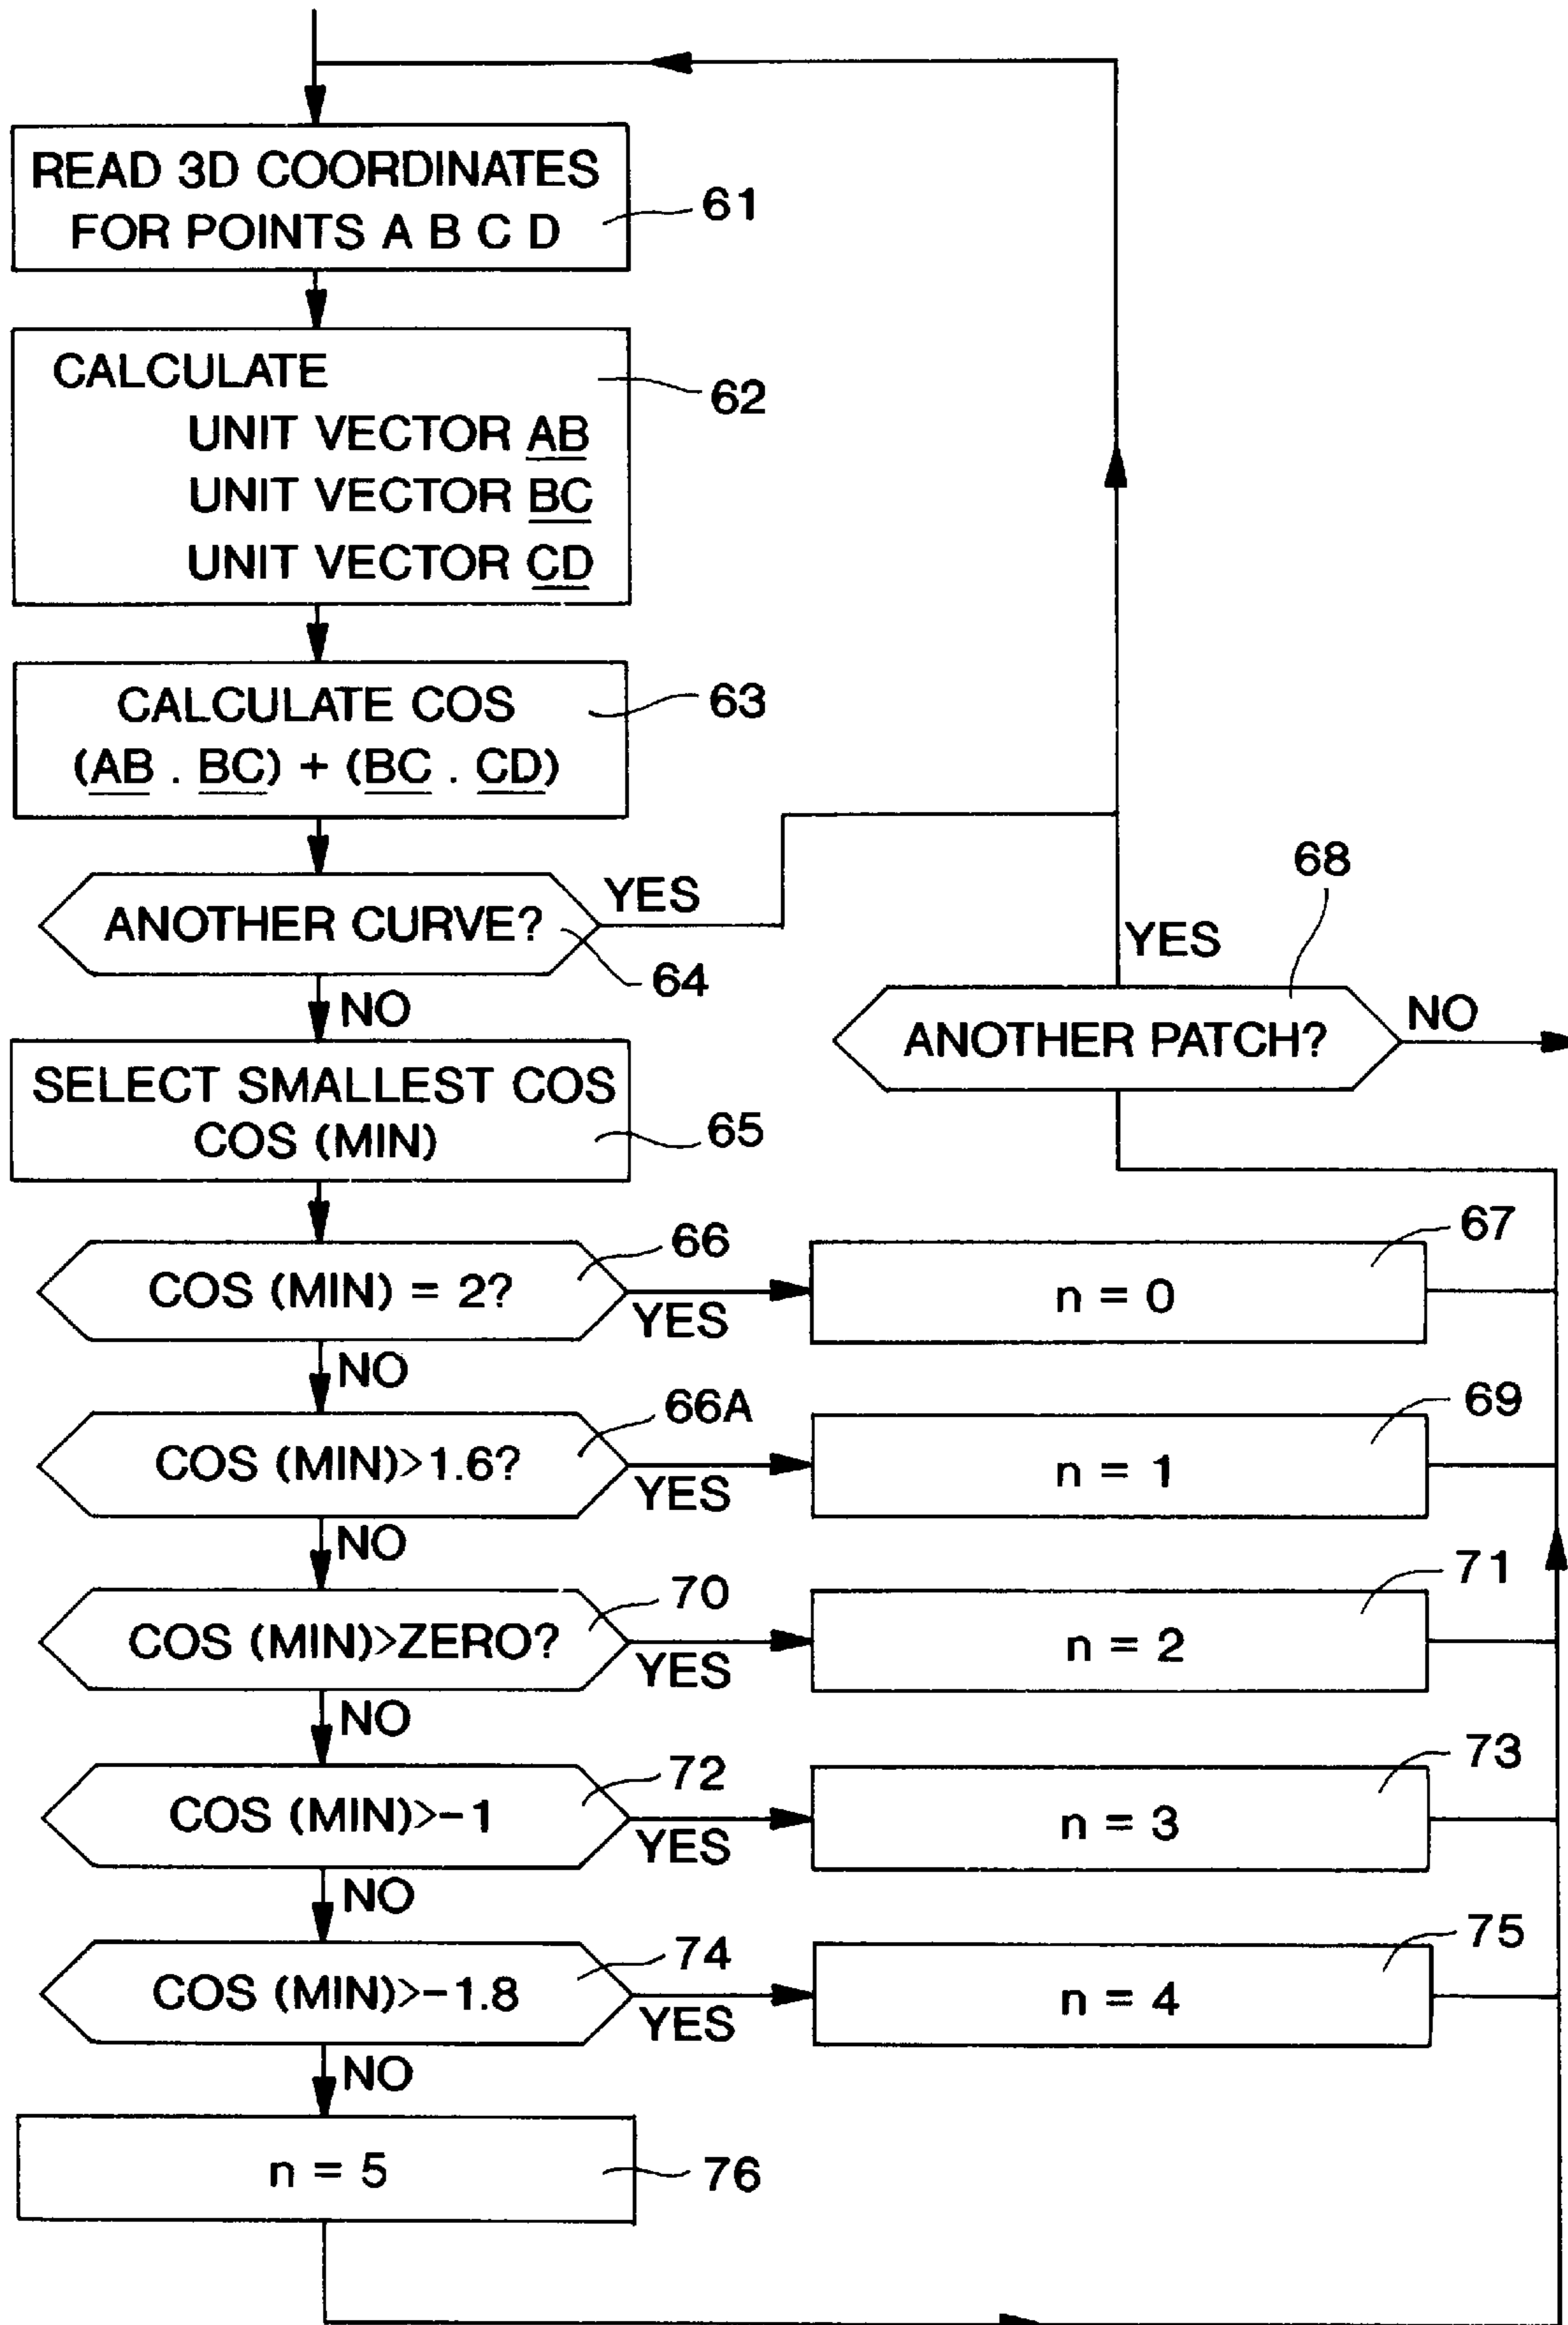 READ 3D COORDINATES
FOR POINTS A B C D
61
CALCULATE
62
UNIT VECTOR AB
UNIT VECTOR BC
UNIT VECTOR CD
CALCULATE COS
63
(AB . BC) + (BC . CD)
ANOTHER CURVE?
YES
64
NO
68
YES
ANOTHER PATCH?
NO
SELECT SMALLEST COS
COS (MIN)
65
COS (MIN) = 2?
66
YES
n = 0
67
NO
COS (MIN)>1.6?
66A
YES
n = 1
69
NO
COS (MIN)>ZERO?
70
YES
n = 2
71
NO
COS (MIN)>-1
72
YES
n = 3
73
NO
COS (MIN)>-1.8
74
YES
n = 4
75
NO
n = 5
76